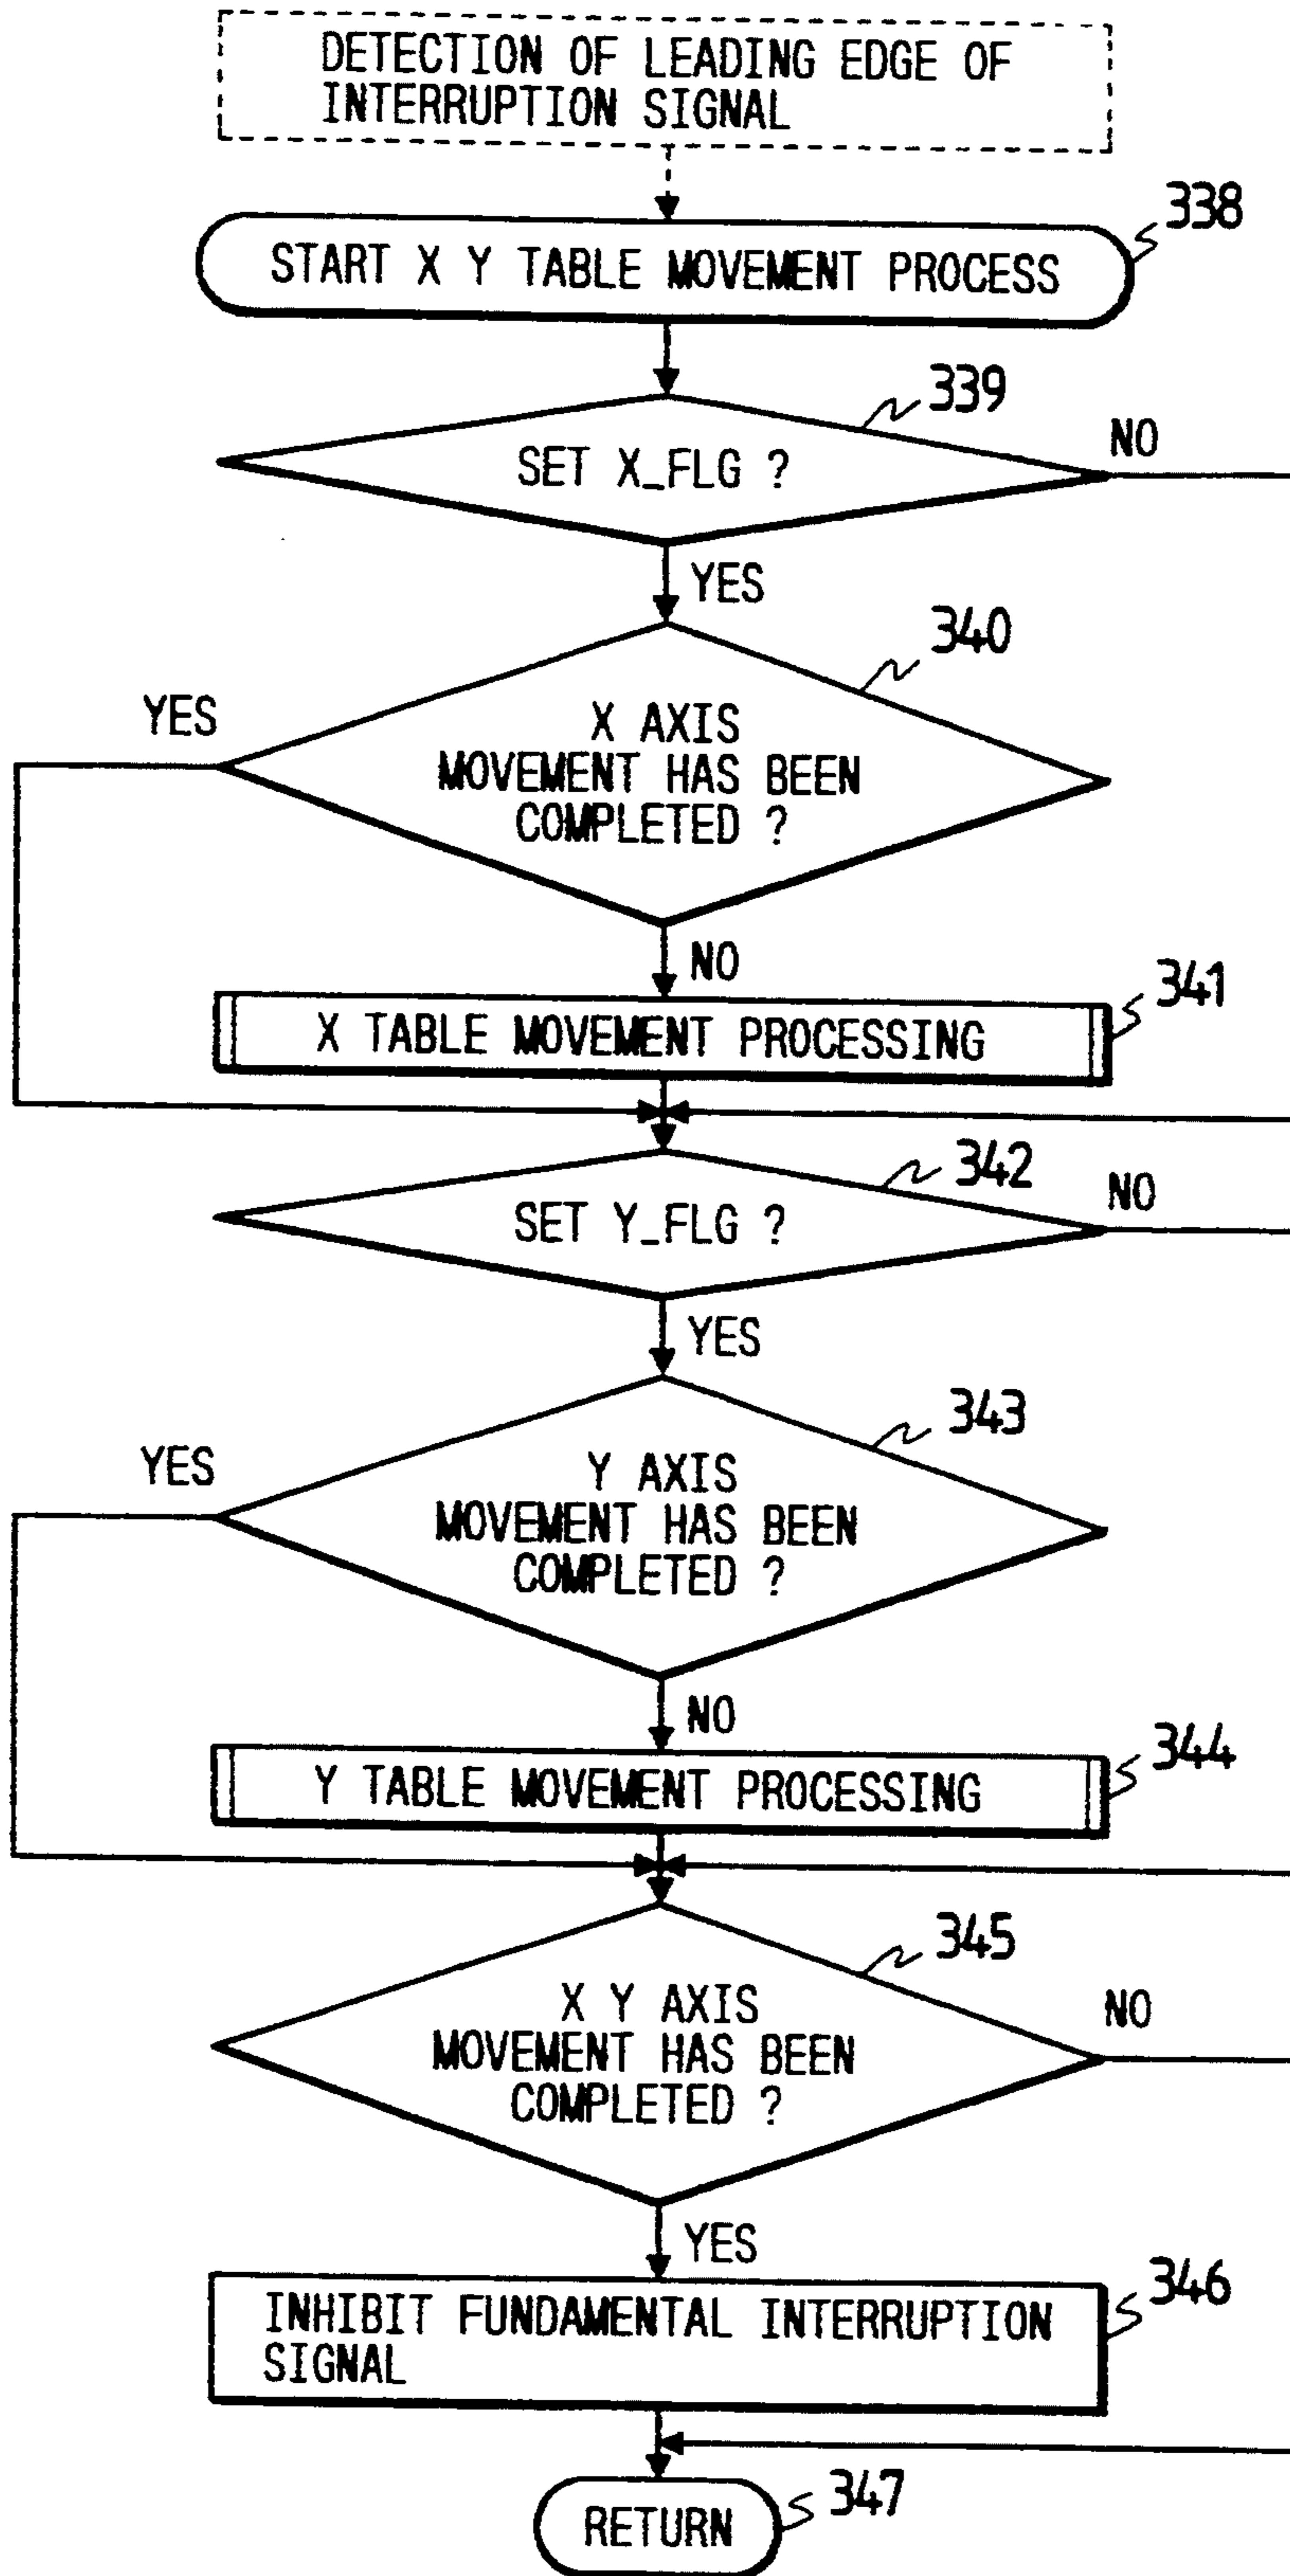 DETECTION OF LEADING EDGE OF
INTERRUPTION SIGNAL
338
START X Y TABLE MOVEMENT PROCESS
339
NO
SET X_FLG ?
YES
340
YES
X AXIS
MOVEMENT HAS BEEN
COMPLETED ?
NO
341
X TABLE MOVEMENT PROCESSING
342
NO
SET Y_FLG ?
YES
343
YES
Y AXIS
MOVEMENT HAS BEEN
COMPLETED ?
NO
344
Y TABLE MOVEMENT PROCESSING
345
NO
X Y AXIS
MOVEMENT HAS BEEN
COMPLETED ?
YES
346
INHIBIT FUNDAMENTAL INTERRUPTION
SIGNAL
347
RETURN